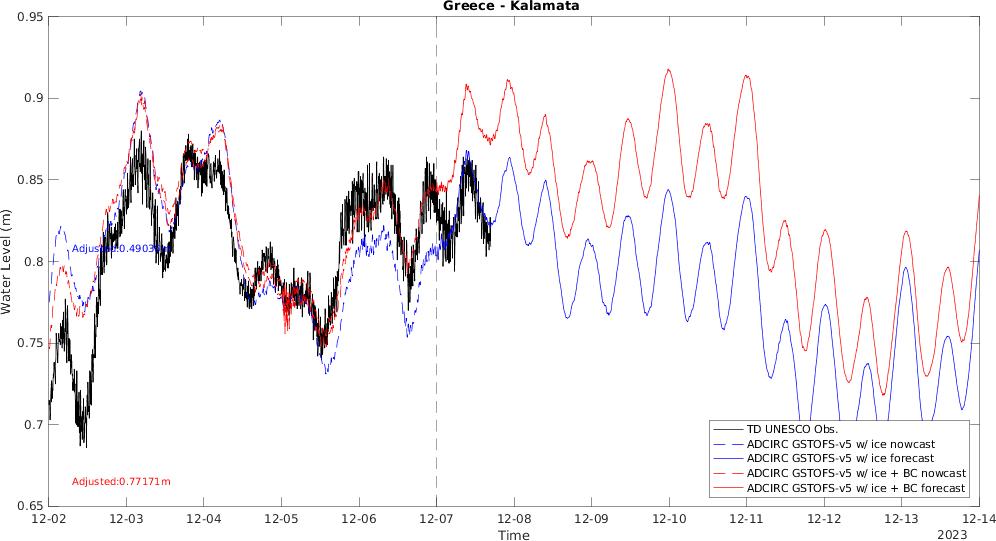 Greece - Kalamata
0.95
0.9
0.85
0.8
0.75
0.7
0.65
Water Level (m)
Adjusted:0.4903
Adjusted:0.77171m
TD UNESCO Obs.
ADCIRC GSTOFS-v5 w/ ice nowcast
ADCIRC GSTOFS-v5 w/ ice forecast
ADCIRC GSTOFS-v5 w/ ice + BC nowcast
ADCIRC GSTOFS-v5 w/ ice + BC forecast
12-02 12-03 12-04 12-05 12-06 12-07 12-08 12-09 12-10 12-11 12-12 12-13 12-14
Time
2023